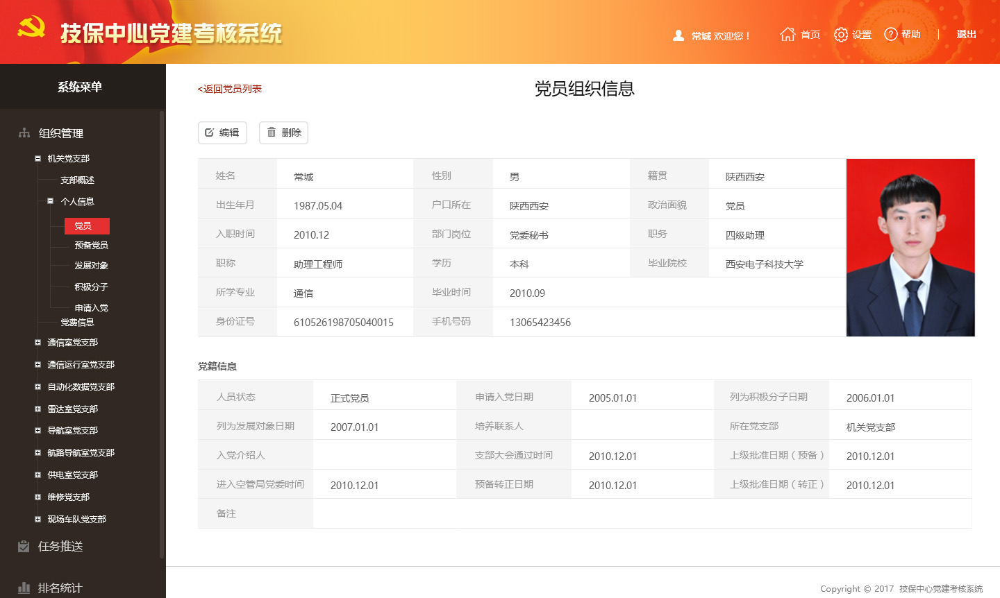 技保中心党建考核系统
常城 欢迎您！ 首页 设置 帮助 退出
系统菜单
组织管理
机关党支部
支部概述
个人信息
党员
预备党员
发展对象
积极分子
申请入党
党费信息
通信室党支部
通信运行室党支部
自动化数据党支部
雷达室党支部
导航室党支部
航路导航室党支部
供电室党支部
维修党支部
现场车队党支部
任务推送
排名统计
<返回党员列表
党员组织信息
编辑 删除
姓名 常城 性别 男 籍贯 陕西西安
出生年月 1987.05.04 户口所在 陕西西安 政治面貌 党员
入职时间 2010.12 部门岗位 党委秘书 职务 四级助理
职称 助理工程师 学历 本科 毕业院校 西安电子科技大学
所学专业 通信 毕业时间 2010.09
身份证号 610526198705040015 手机号码 13065423456
党籍信息
人员状态 正式党员 申请入党日期 2005.01.01 列为积极分子日期 2006.01.01
列为发展对象日期 2007.01.01 培养联系人 所在党支部 机关党支部
入党介绍人 支部大会通过时间 2010.12.01 上级批准日期（预备） 2010.12.01
进入空管局党委时间 2010.12.01 预备转正日期 2010.12.01 上级批准日期（转正） 2010.12.01
备注
Copyright © 2017 技保中心党建考核系统